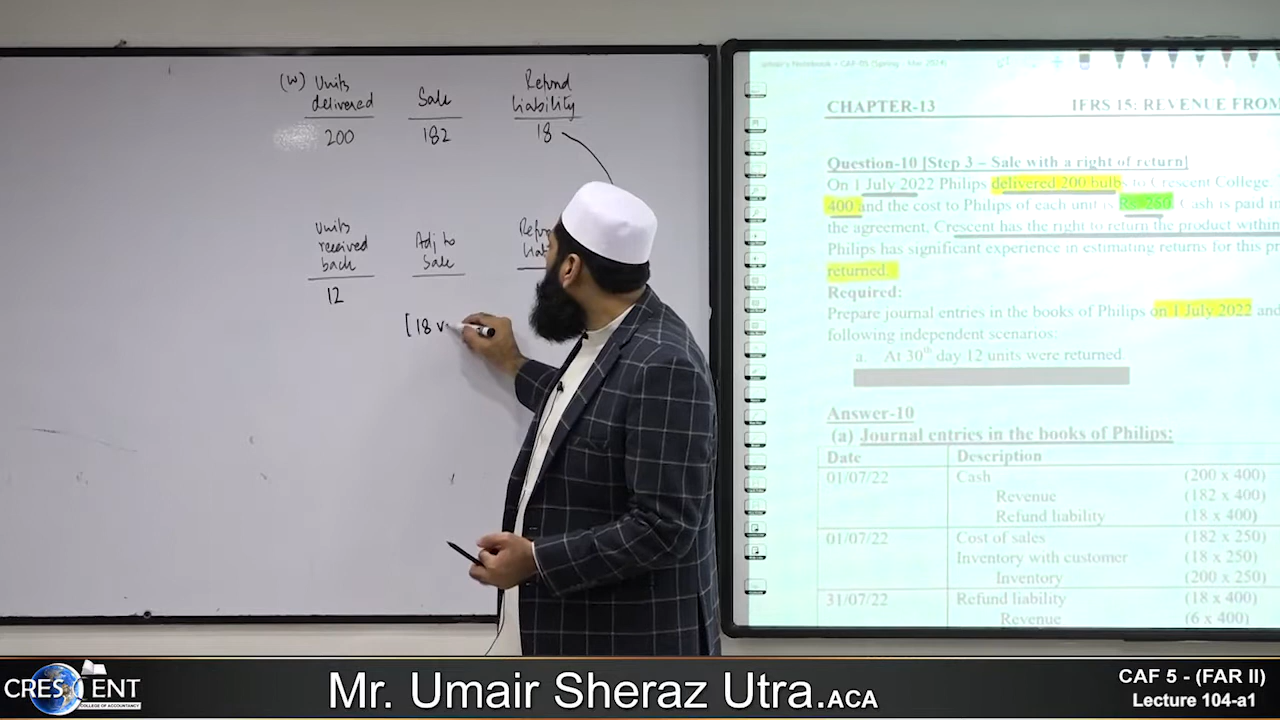 (W) Units
delivered Sale Refund
Liability
200 182 18
Units
received
back Adj to
Sale
12
[18 v
CHAPTER-13 IFRS 15: REVENUE FROM
Question-10 [Step 3 – Sale with a right of return]
On 1 July 2022 Philips delivered 200 bulbs to Crescent College.
400 and the cost to Philips of each unit is Rs. 250. Cash is paid in
the agreement. Crescent has the right to return the product within
Philips has significant experience in estimating returns for this
returned.
Required:
Prepare journal entries in the books of Philips on 1 July 2022 and
following independent scenarios:
a. At 30th day 12 units were returned.
Answer-10
(a) Journal entries in the books of Philips:
Date Description
01/07/22 Cash (200 x 400)
Revenue (182 x 400)
Refund liability (18 x 400)
01/07/22 Cost of sales (182 x 250)
Inventory with customer (18 x 250)
Inventory (200 x 250)
31/07/22 Refund liability (18 x 400)
Revenue (6 x 400)
CRESCENT
COLLEGE OF ACCOUNTANCY
Mr. Umair Sheraz Utra.ACA
CAF 5 - (FAR II)
Lecture 104-a1